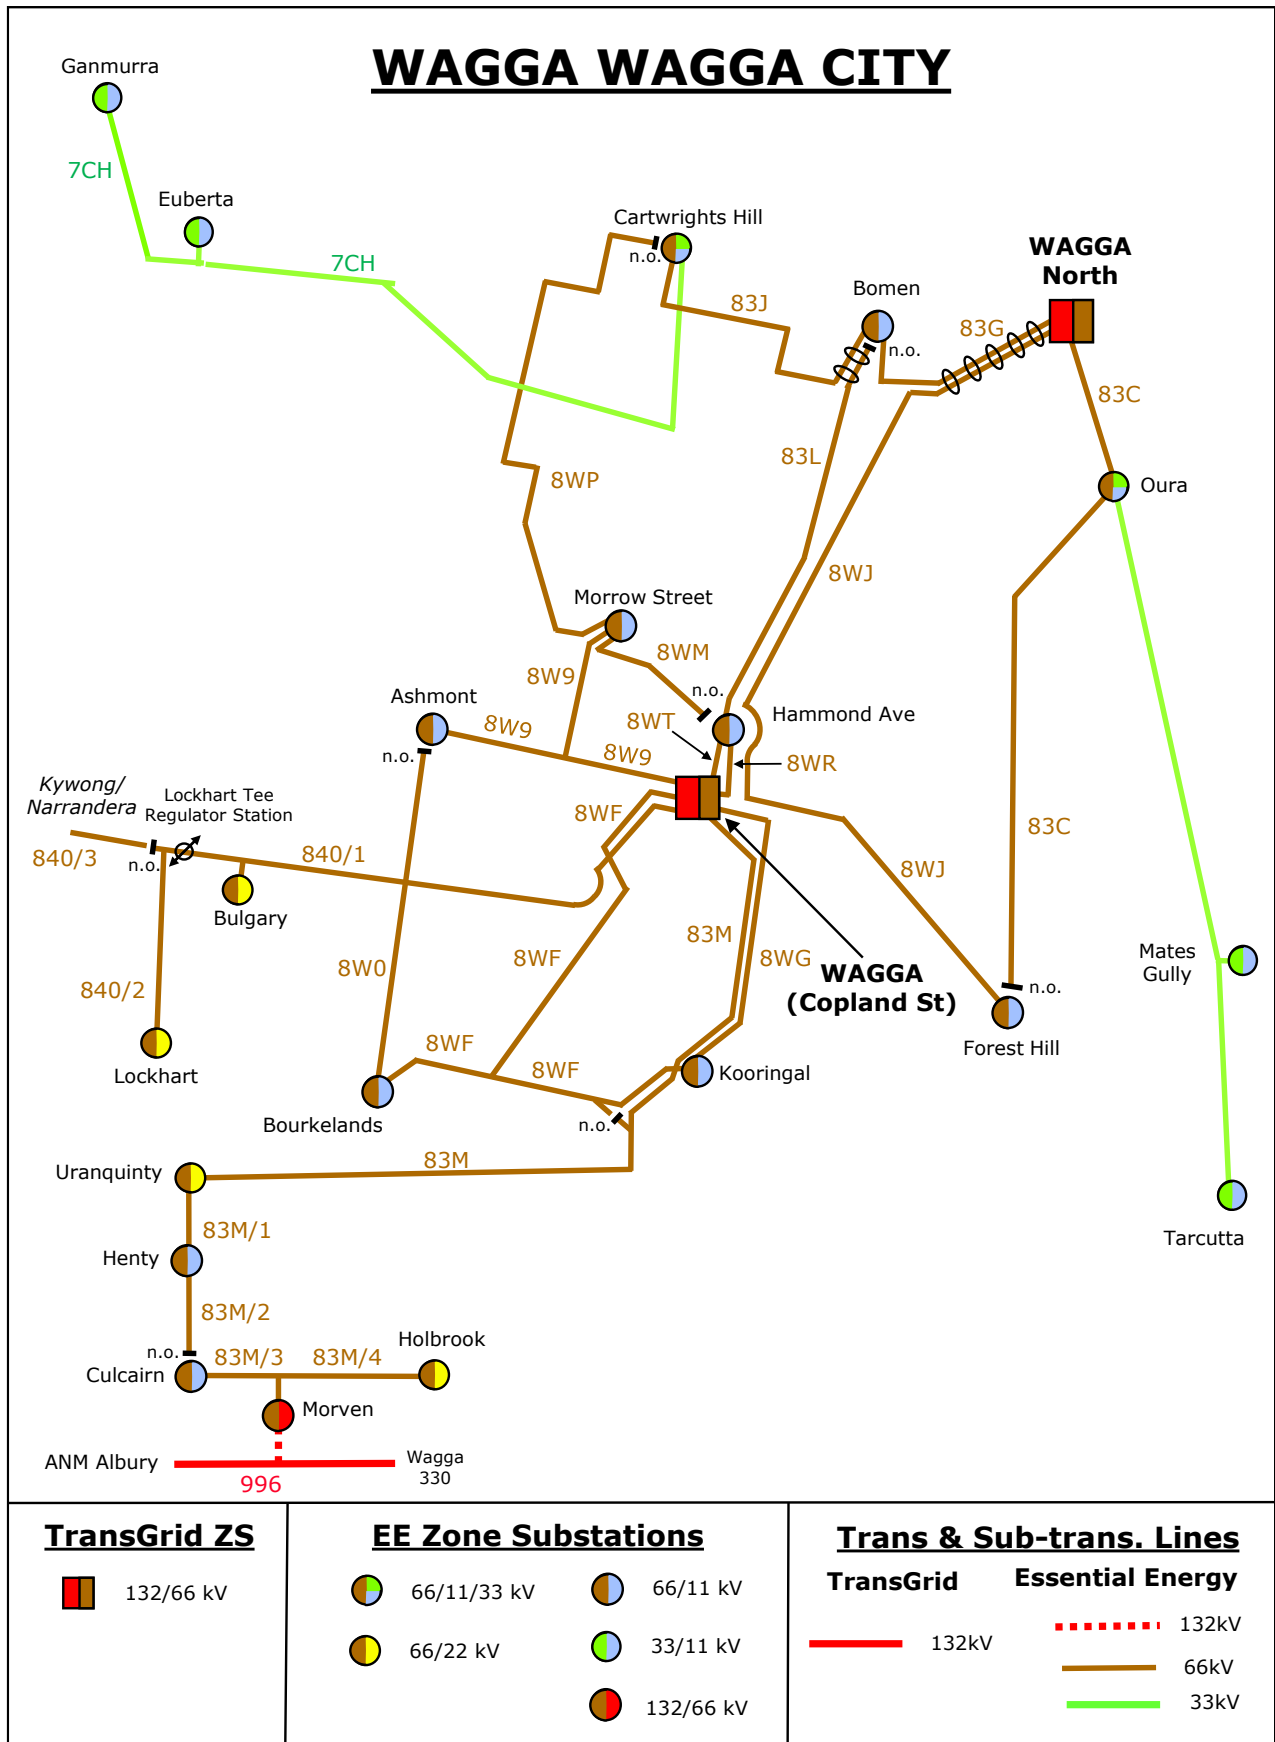 WAGGA WAGGA CITY
Ganmurra
7CH
Euberta
7CH
Cartwrights Hill
n.o.
WAGGA
North
Bomen
83J
83G
n.o.
83C
83L
8WP
Oura
8WJ
Morrow Street
8WM
8W9
n.o.
Ashmont
8W9
8WT
Hammond Ave
n.o.
8W9
8WR
Kywong/
Narrandera
Lockhart Tee
Regulator Station
8WF
840/3
n.o.
840/1
83C
8WJ
Bulgary
83M
8WF
8WG
8W0
WAGGA
(Copland St)
Mates
Gully
840/2
n.o.
8WF
Forest Hill
8WF
Kooringal
Lockhart
Bourkelands
n.o.
83M
Uranquinty
83M/1
Henty
Tarcutta
83M/2
n.o.
Holbrook
83M/3
83M/4
Culcairn
Morven
ANM Albury
Wagga
330
996
TransGrid ZS
132/66 kV
EE Zone Substations
66/11/33 kV
66/11 kV
66/22 kV
33/11 kV
132/66 kV
Trans & Sub-trans. Lines
TransGrid
Essential Energy
132kV
132kV
66kV
33kV